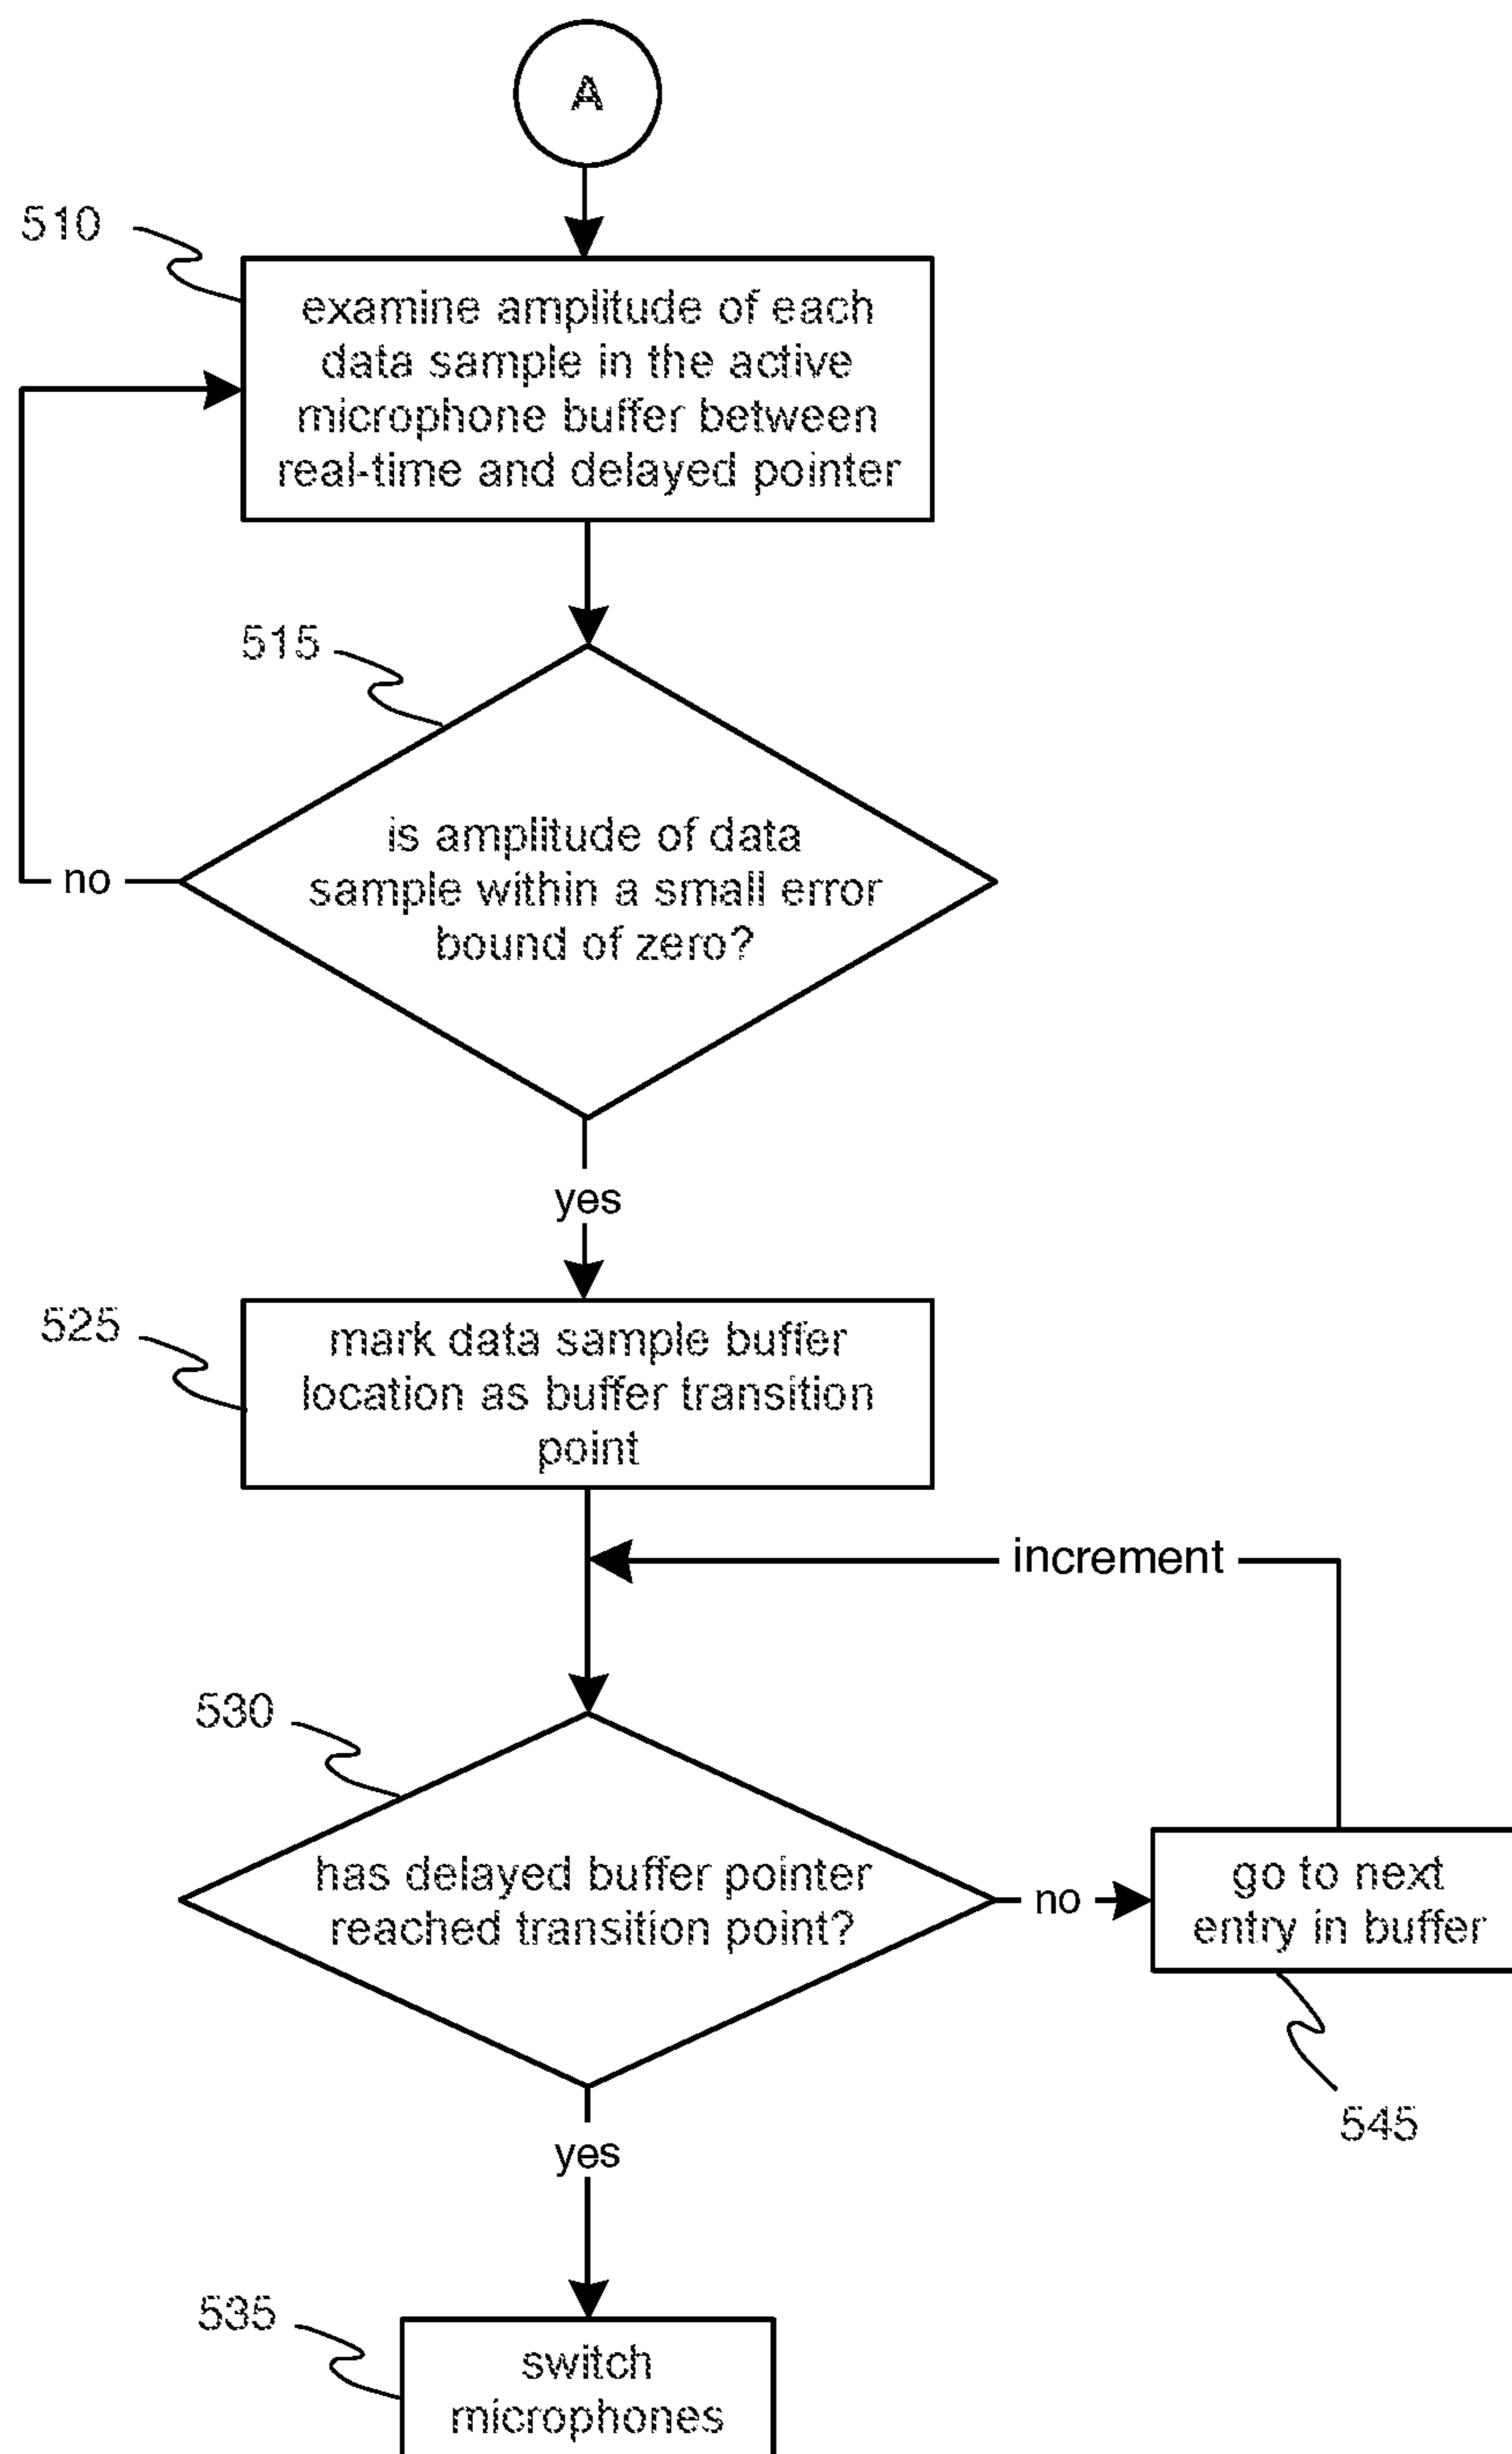 A
510
examine amplitude of each
data sample in the active
microphone buffer between
real-time and delayed pointer
515
is amplitude of data
sample within a small error
bound of zero?
no
yes
525
mark data sample buffer
location as buffer transition
point
increment
530
has delayed buffer pointer
reached transition point?
no
go to next
entry in buffer
545
yes
535
switch
microphones